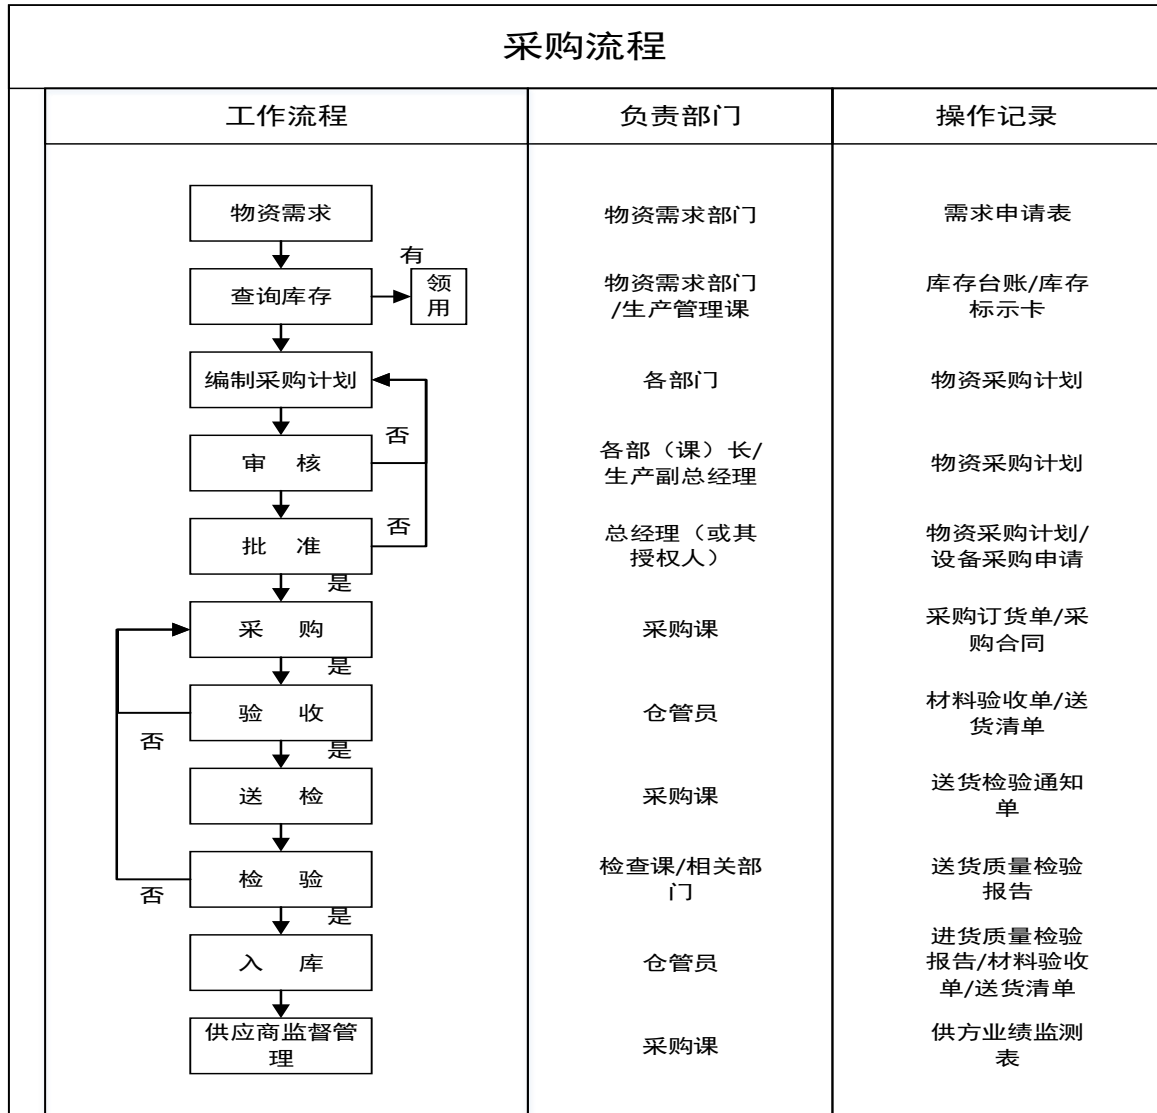 采购流程
工作流程
负责部门
操作记录
物资需求
物资需求部门
需求申请表
有
查询库存
领
用
物资需求部门
/生产管理课
库存台账/库存
标示卡
编制采购计划
各部门
物资采购计划
否
审 核
各部（课）长/
生产副总经理
物资采购计划
否
批 准
总经理（或其
授权人）
物资采购计划/
设备采购申请
是
采 购
采购课
采购订货单/采
购合同
是
验 收
仓管员
材料验收单/送
货清单
否
是
送 检
采购课
送货检验通知
单
检 验
检查课/相关部
门
送货质量检验
报告
否
是
入 库
仓管员
进货质量检验
报告/材料验收
单/送货清单
供应商监督管
理
采购课
供方业绩监测
表